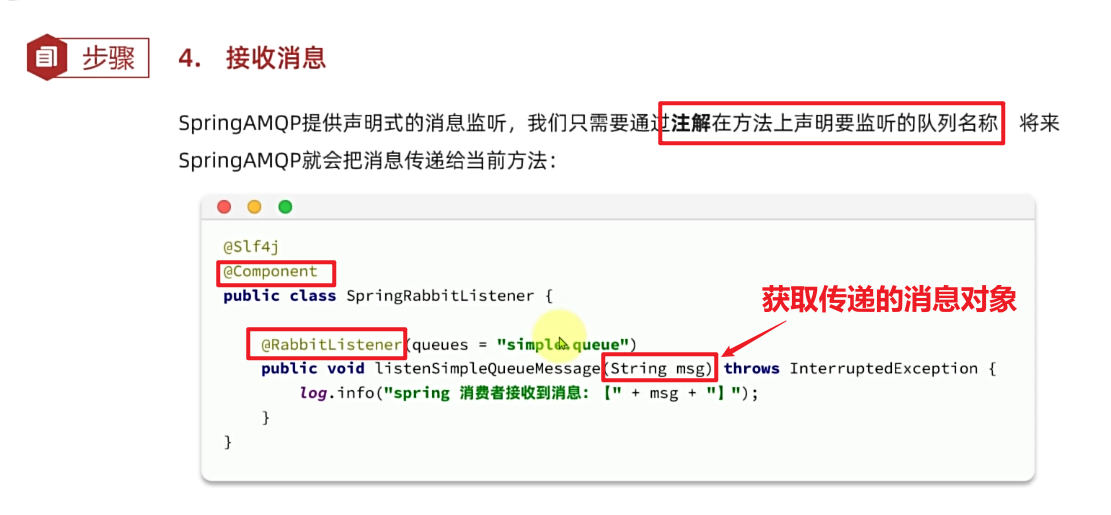 步骤
4. 接收消息
SpringAMQP提供声明式的消息监听，我们只需要通过注解在方法上声明要监听的队列名称 将来
SpringAMQP就会把消息传递给当前方法：
@Slf4j
@Component
public class SpringRabbitListener {
获取传递的消息对象
@RabbitListener(queues = "simple.queue")
public void listenSimpleQueueMessage(String msg) throws InterruptedException {
log.info("spring 消费者接收到消息：【" + msg + "】");
}
}